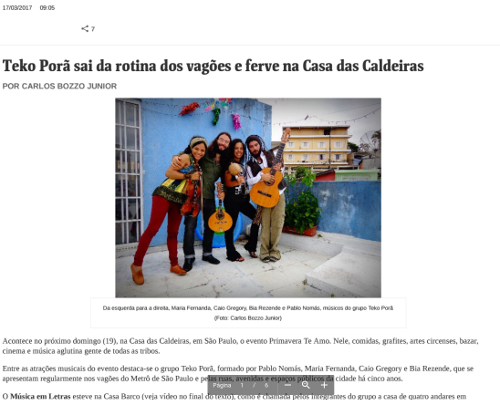 17/03/2017 09:05
7
Teko Porã sai da rotina dos vagões e ferve na Casa das Caldeiras
POR CARLOS BOZZO JUNIOR
Da esquerda para a direita, Maria Fernanda, Caio Gregory, Bia Rezende e Pablo Nomás, músicos do grupo Teko Porã
(Foto: Carlos Bozzo Junior)
Acontece no próximo domingo (19), na Casa das Caldeiras, em São Paulo, o evento Primavera Te Amo. Nele, comidas, grafites, artes circenses, bazar,
cinema e música aglutina gente de todas as tribos.
Entre as atrações musicais do evento destaca-se o grupo Teko Porã, formado por Pablo Nomás, Maria Fernanda, Caio Gregory e Bia Rezende, que se
apresentam regularmente nos vagões do Metrô de São Paulo e pelas ruas, avenidas e espaços públicos da cidade há cinco anos.
Página 1 / 6
O Música em Letras esteve na Casa Barco (veja vídeo no final do texto), como é chamada pelos integrantes do grupo a casa de quatro andares em